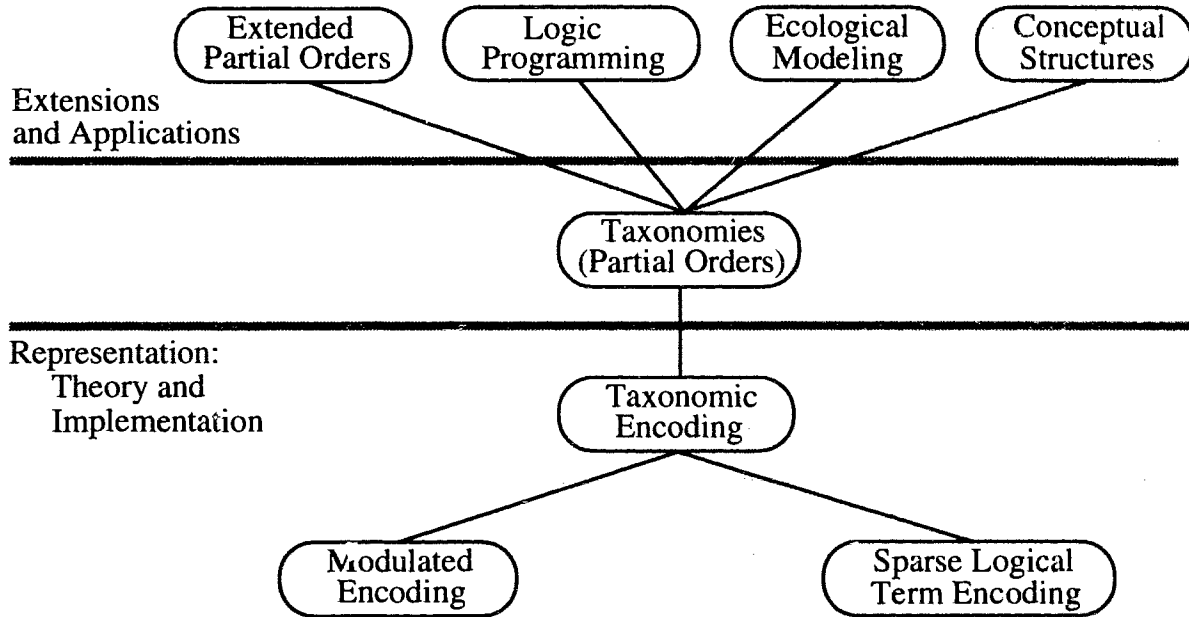 Extended
Partial Orders
Logic
Programming
Ecological
Modeling
Conceptual
Structures
Extensions
and Applications
Taxonomies
(Partial Orders)
Representation:
Theory and
Implementation
Taxonomic
Encoding
Modulated
Encoding
Sparse Logical
Term Encoding